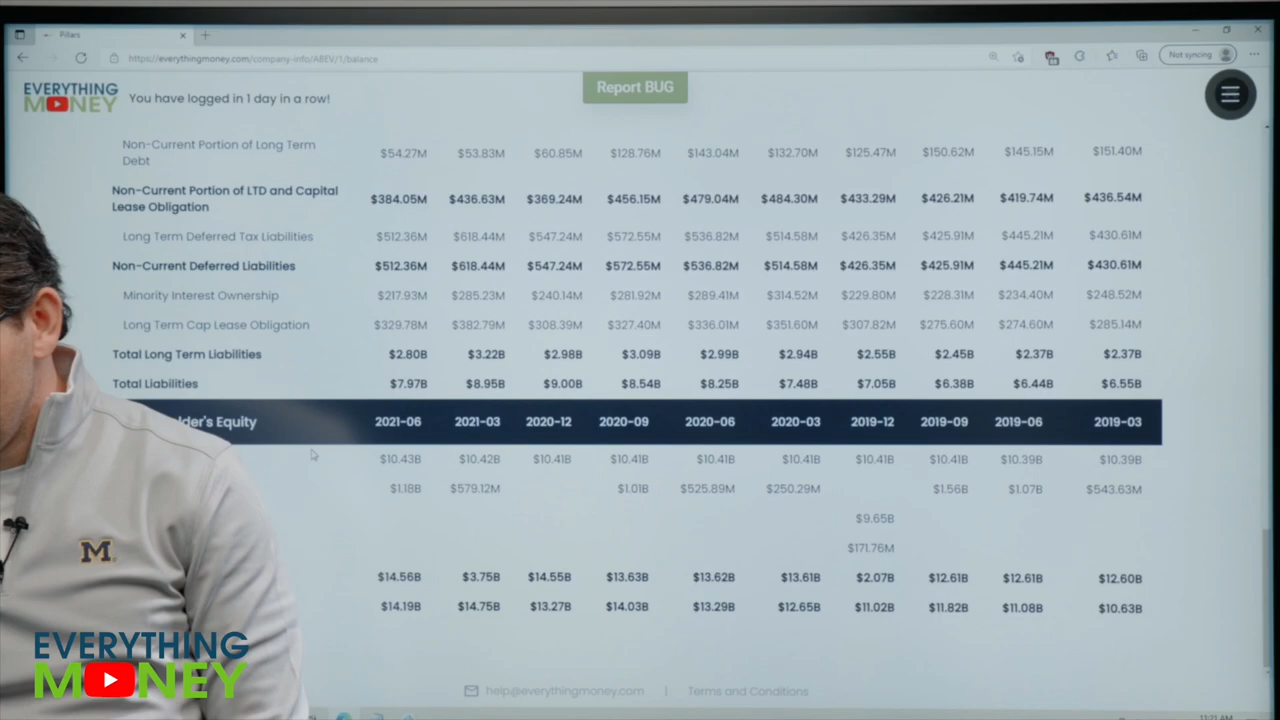 Pillars
https://everythingmoney.com/company-info/ABEV/1/balance
Not syncing
EVERYTHING
MONEY
You have logged in 1 day in a row!
Report BUG
Non-Current Portion of Long Term
Debt
$54.27M $53.83M $60.85M $128.76M $143.04M $132.70M $125.47M $150.62M $145.15M $151.40M
Non-Current Portion of LTD and Capital
Lease Obligation
$384.05M $436.63M $369.24M $456.15M $479.04M $484.30M $433.29M $426.21M $419.74M $436.54M
Long Term Deferred Tax Liabilities $512.36M $618.44M $547.24M $572.55M $536.82M $514.58M $426.35M $425.91M $445.21M $430.61M
Non-Current Deferred Liabilities $512.36M $618.44M $547.24M $572.55M $536.82M $514.58M $426.35M $425.91M $445.21M $430.61M
Minority Interest Ownership $217.93M $285.23M $240.14M $281.92M $289.41M $314.52M $229.80M $228.31M $234.40M $248.52M
Long Term Cap Lease Obligation $329.78M $382.79M $308.39M $327.40M $336.01M $351.60M $307.82M $275.60M $274.60M $285.14M
Total Long Term Liabilities $2.80B $3.22B $2.98B $3.09B $2.99B $2.94B $2.55B $2.45B $2.37B $2.37B
Total Liabilities $7.97B $8.95B $9.00B $8.54B $8.25B $7.48B $7.05B $6.38B $6.44B $6.55B
lder's Equity 2021-06 2021-03 2020-12 2020-09 2020-06 2020-03 2019-12 2019-09 2019-06 2019-03
$10.43B $10.42B $10.41B $10.41B $10.41B $10.41B $10.41B $10.41B $10.39B $10.39B
$1.18B $579.12M $1.01B $525.89M $250.29M $1.56B $1.07B $543.63M
$9.65B
$171.76M
$14.56B $3.75B $14.55B $13.63B $13.62B $13.61B $2.07B $12.61B $12.61B $12.60B
$14.19B $14.75B $13.27B $14.03B $13.29B $12.65B $11.02B $11.82B $11.08B $10.63B
M
EVERYTHING
MONEY
help@everythingmoney.com | Terms and Conditions